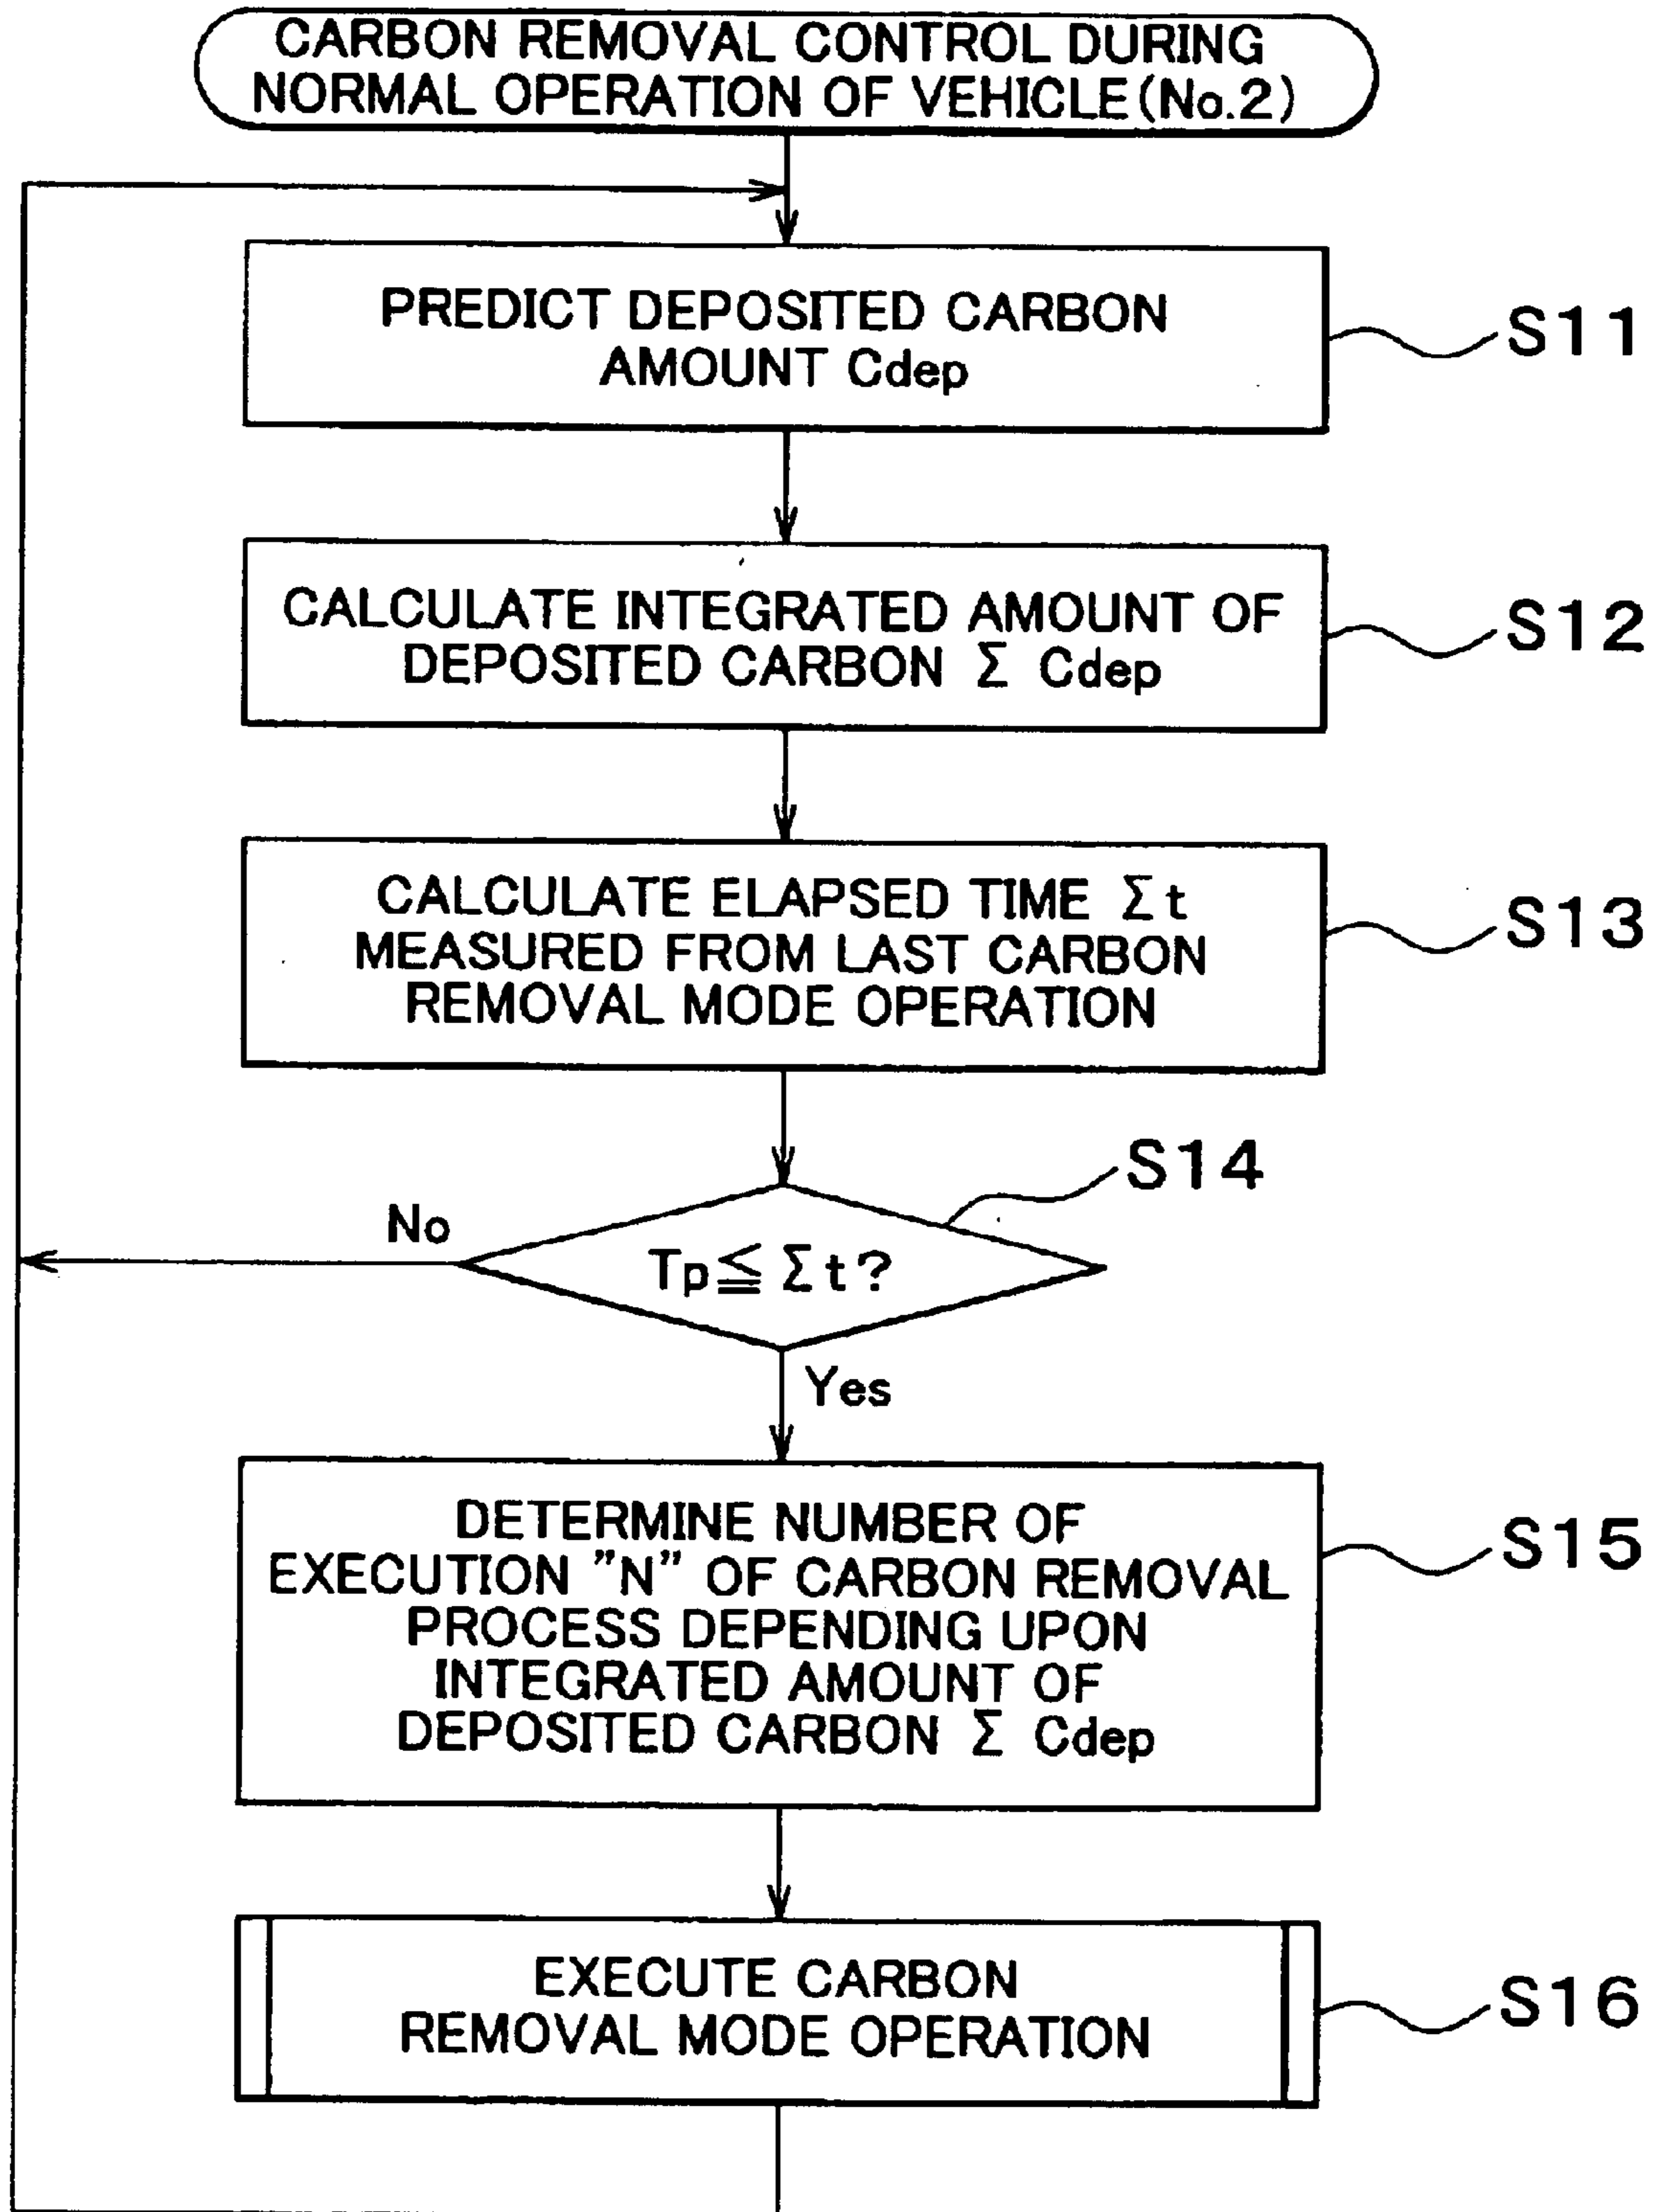 CARBON REMOVAL CONTROL DURING
NORMAL OPERATION OF VEHICLE(No.2)
PREDICT DEPOSITED CARBON
AMOUNT Cdep
S11
CALCULATE INTEGRATED AMOUNT OF
DEPOSITED CARBON Σ Cdep
S12
CALCULATE ELAPSED TIME Σt
MEASURED FROM LAST CARBON
REMOVAL MODE OPERATION
S13
S14
No
Tp≦Σt?
Yes
DETERMINE NUMBER OF
EXECUTION "N" OF CARBON REMOVAL
PROCESS DEPENDING UPON
INTEGRATED AMOUNT OF
DEPOSITED CARBON Σ Cdep
S15
EXECUTE CARBON
REMOVAL MODE OPERATION
S16